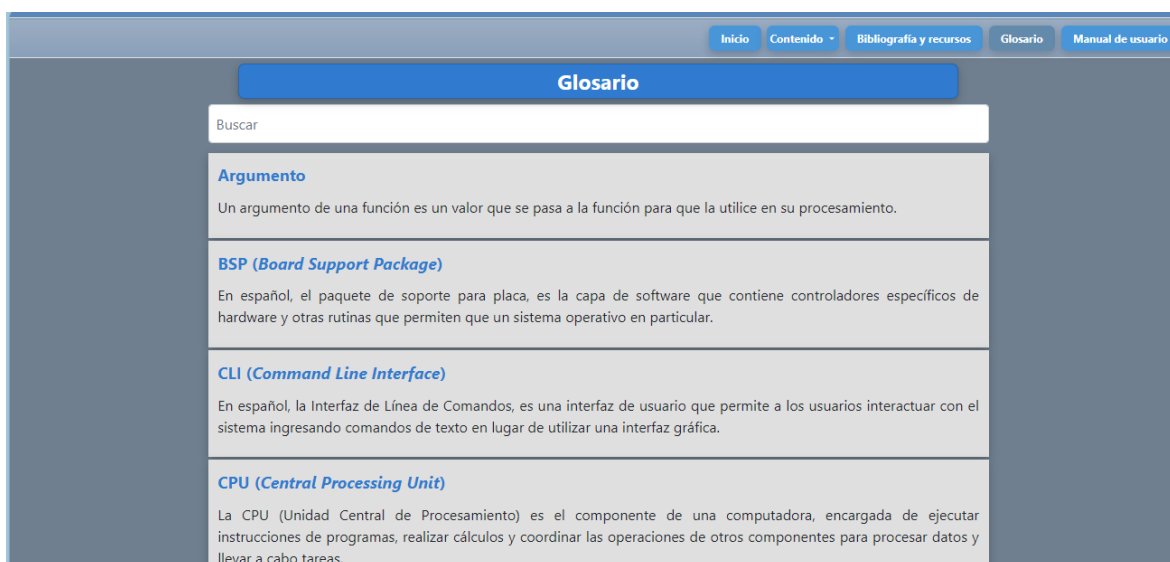 Inicio
Contenido
Bibliografía y recursos
Glosario
Manual de usuario
Glosario
Buscar
Argumento
Un argumento de una función es un valor que se pasa a la función para que la utilice en su procesamiento.
BSP (Board Support Package)
En español, el paquete de soporte para placa, es la capa de software que contiene controladores específicos de
hardware y otras rutinas que permiten que un sistema operativo en particular.
CLI (Command Line Interface)
En español, la Interfaz de Línea de Comandos, es una interfaz de usuario que permite a los usuarios interactuar con el
sistema ingresando comandos de texto en lugar de utilizar una interfaz gráfica.
CPU (Central Processing Unit)
La CPU (Unidad Central de Procesamiento) es el componente de una computadora, encargada de ejecutar
instrucciones de programas, realizar cálculos y coordinar las operaciones de otros componentes para procesar datos y
llevar a cabo tareas.